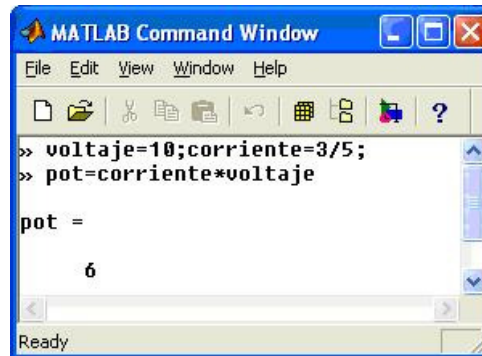 MATLAB Command Window
File Edit View Window Help
?
» voltaje=10;corriente=3/5;
» pot=corriente*voltaje
pot =
6
Ready